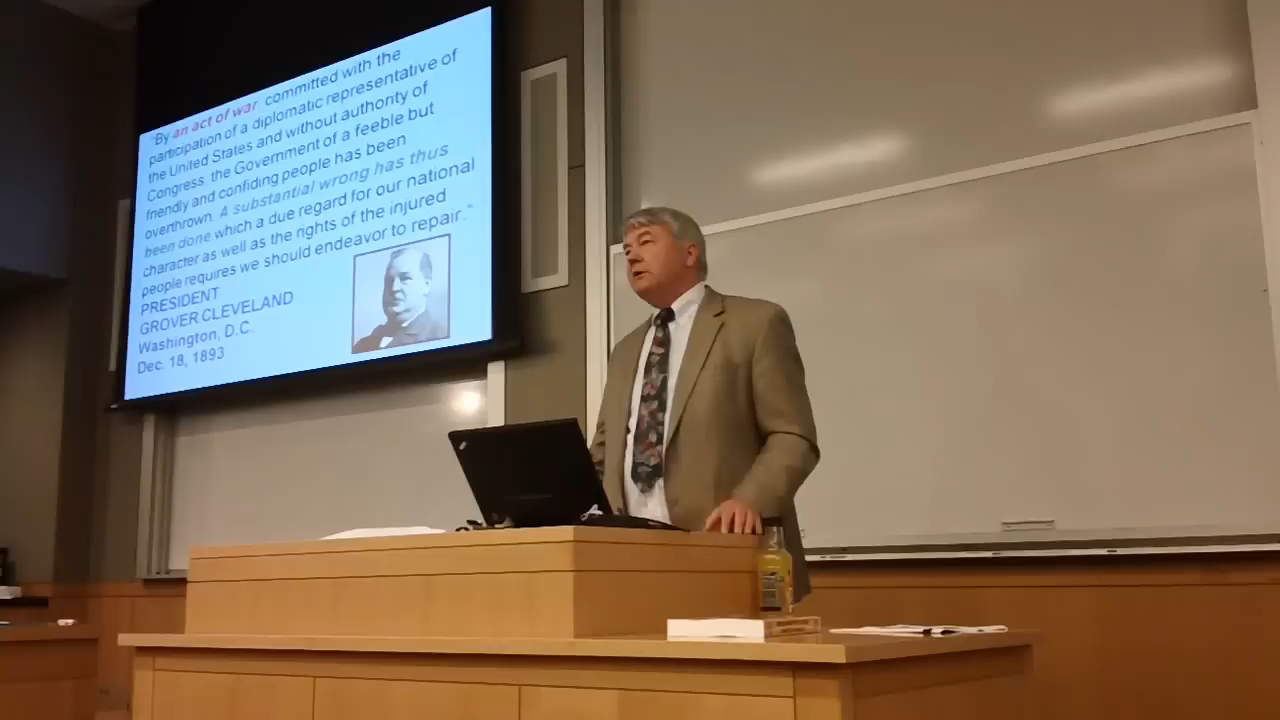 "By an act of war, committed with the
participation of a diplomatic representative of
the United States and without authority of
Congress, the Government of a feeble but
friendly and confiding people has been
overthrown. A substantial wrong has thus
been done which a due regard for our national
character as well as the rights of the injured
people requires we should endeavor to repair."
PRESIDENT
GROVER CLEVELAND
Washington, D.C.
Dec. 18, 1893